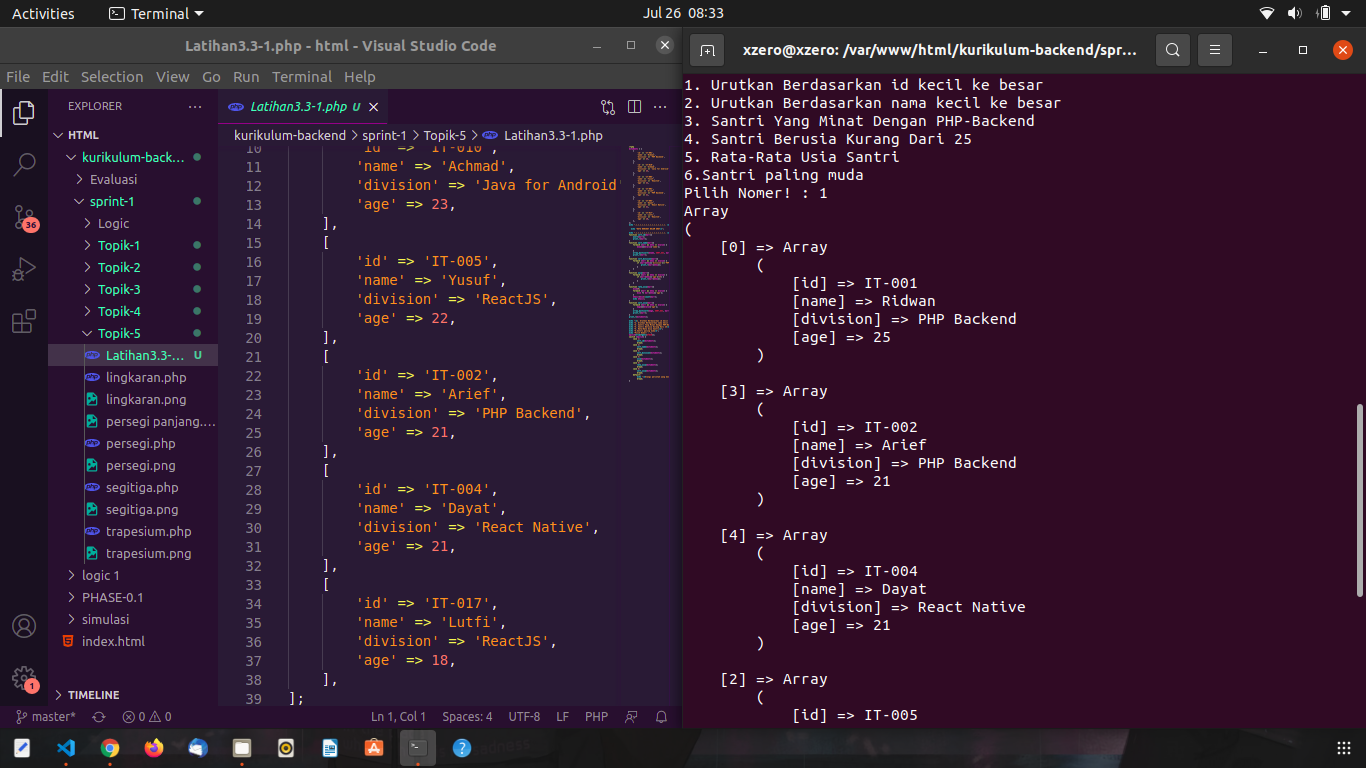 Activities
Terminal
Jul 26 08:33
Latihan3.3-1.php - html - Visual Studio Code
File Edit Selection View Go Run Terminal Help
EXPLORER
HTML
kurikulum-back...
Evaluasi
sprint-1
Logic
Topik-1
Topik-2
Topik-3
Topik-4
Topik-5
Latihan3.3-... U
lingkaran.php
lingkaran.png
persegi panjang....
persegi.php
persegi.png
segitiga.php
segitiga.png
trapesium.php
trapesium.png
logic 1
PHASE-0.1
simulasi
index.html
TIMELINE
36
1
Latihan3.3-1.php U
kurikulum-backend > sprint-1 > Topik-5 > Latihan3.3-1.php
10 'id' => 'IT-010',
11 'name' => 'Achmad',
12 'division' => 'Java for Android'
13 'age' => 23,
14 ],
15 [
16 'id' => 'IT-005',
17 'name' => 'Yusuf',
18 'division' => 'ReactJS',
19 'age' => 22,
20 ],
21 [
22 'id' => 'IT-002',
23 'name' => 'Arief',
24 'division' => 'PHP Backend',
25 'age' => 21,
26 ],
27 [
28 'id' => 'IT-004',
29 'name' => 'Dayat',
30 'division' => 'React Native',
31 'age' => 21,
32 ],
33 [
34 'id' => 'IT-017',
35 'name' => 'Lutfi',
36 'division' => 'ReactJS',
37 'age' => 18,
38 ],
39 ];
master* 0 0 Ln 1, Col 1 Spaces: 4 UTF-8 LF PHP
xzero@xzero: /var/www/html/kurikulum-backend/spr...
1. Urutkan Berdasarkan id kecil ke besar
2. Urutkan Berdasarkan nama kecil ke besar
3. Santri Yang Minat Dengan PHP-Backend
4. Santri Berusia Kurang Dari 25
5. Rata-Rata Usia Santri
6.Santri paling muda
Pilih Nomer! : 1
Array
(
[0] => Array
(
[id] => IT-001
[name] => Ridwan
[division] => PHP Backend
[age] => 25
)
[3] => Array
(
[id] => IT-002
[name] => Arief
[division] => PHP Backend
[age] => 21
)
[4] => Array
(
[id] => IT-004
[name] => Dayat
[division] => React Native
[age] => 21
)
[2] => Array
(
[id] => IT-005